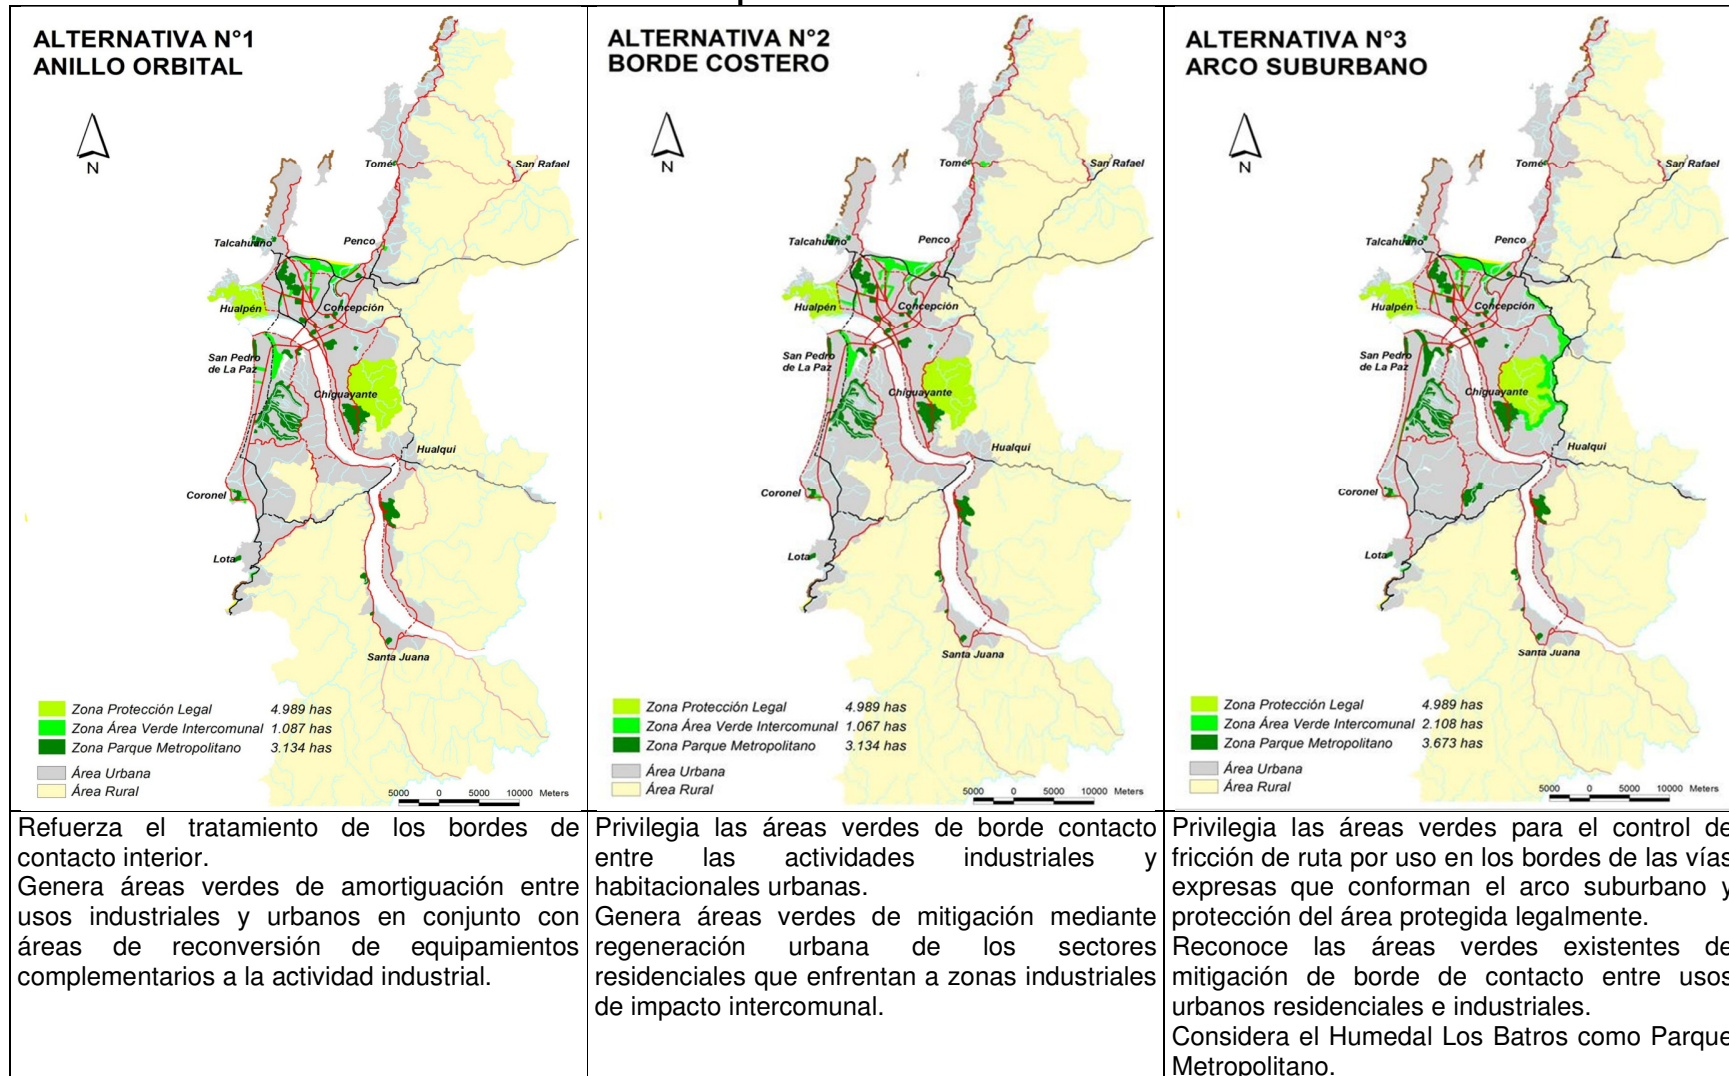 ALTERNATIVA N°1
ANILLO ORBITAL
N
Tomé
San Rafael
Talcahuano
Penco
Hualpén
Concepción
San Pedro
de La Paz
Chiguayante
Hualqui
Coronel
Lota
Santa Juana
Zona Protección Legal 4.989 has
Zona Área Verde Intercomunal 1.087 has
Zona Parque Metropolitano 3.134 has
Área Urbana
Área Rural
5000 0 5000 10000 Meters
Refuerza el tratamiento de los bordes de
contacto interior.
Genera áreas verdes de amortiguación entre
usos industriales y urbanos en conjunto con
áreas de reconversión de equipamientos
complementarios a la actividad industrial.
ALTERNATIVA N°2
BORDE COSTERO
N
Tomé
San Rafael
Talcahuano
Penco
Hualpén
Concepción
San Pedro
de La Paz
Chiguayante
Hualqui
Coronel
Lota
Santa Juana
Zona Protección Legal 4.989 has
Zona Área Verde Intercomunal 1.067 has
Zona Parque Metropolitano 3.134 has
Área Urbana
Área Rural
5000 0 5000 10000 Meters
Privilegia las áreas verdes de borde contacto
entre las actividades industriales y
habitacionales urbanas.
Genera áreas verdes de mitigación mediante
regeneración urbana de los sectores
residenciales que enfrentan a zonas industriales
de impacto intercomunal.
ALTERNATIVA N°3
ARCO SUBURBANO
N
Tomé
San Rafael
Talcahuano
Penco
Hualpén
Concepción
San Pedro
de La Paz
Chiguayante
Hualqui
Coronel
Lota
Santa Juana
Zona Protección Legal 4.989 has
Zona Área Verde Intercomunal 2.108 has
Zona Parque Metropolitano 3.673 has
Área Urbana
Área Rural
5000 0 5000 10000 Meters
Privilegia las áreas verdes para el control de
fricción de ruta por uso en los bordes de las vías
expresas que conforman el arco suburbano y
protección del área protegida legalmente.
Reconoce las áreas verdes existentes de
mitigación de borde de contacto entre usos
urbanos residenciales e industriales.
Considera el Humedal Los Batros como Parque
Metropolitano.